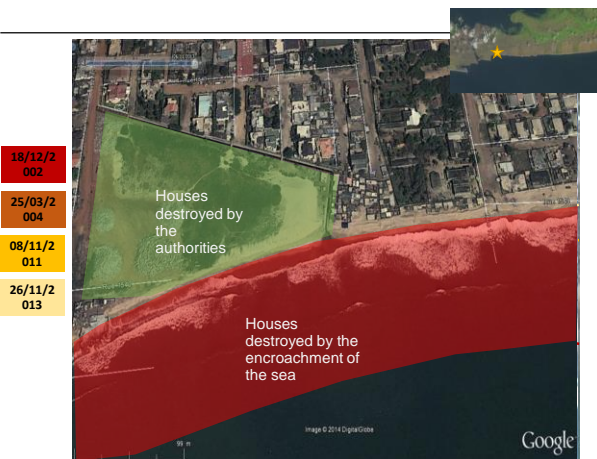 18/12/2
002
25/03/2
004
08/11/2
011
26/11/2
013
Houses
destroyed by
the
authorities
Houses
destroyed by the
encroachment of
the sea
Image © 2014 DigitalGlobe
99 m
Google